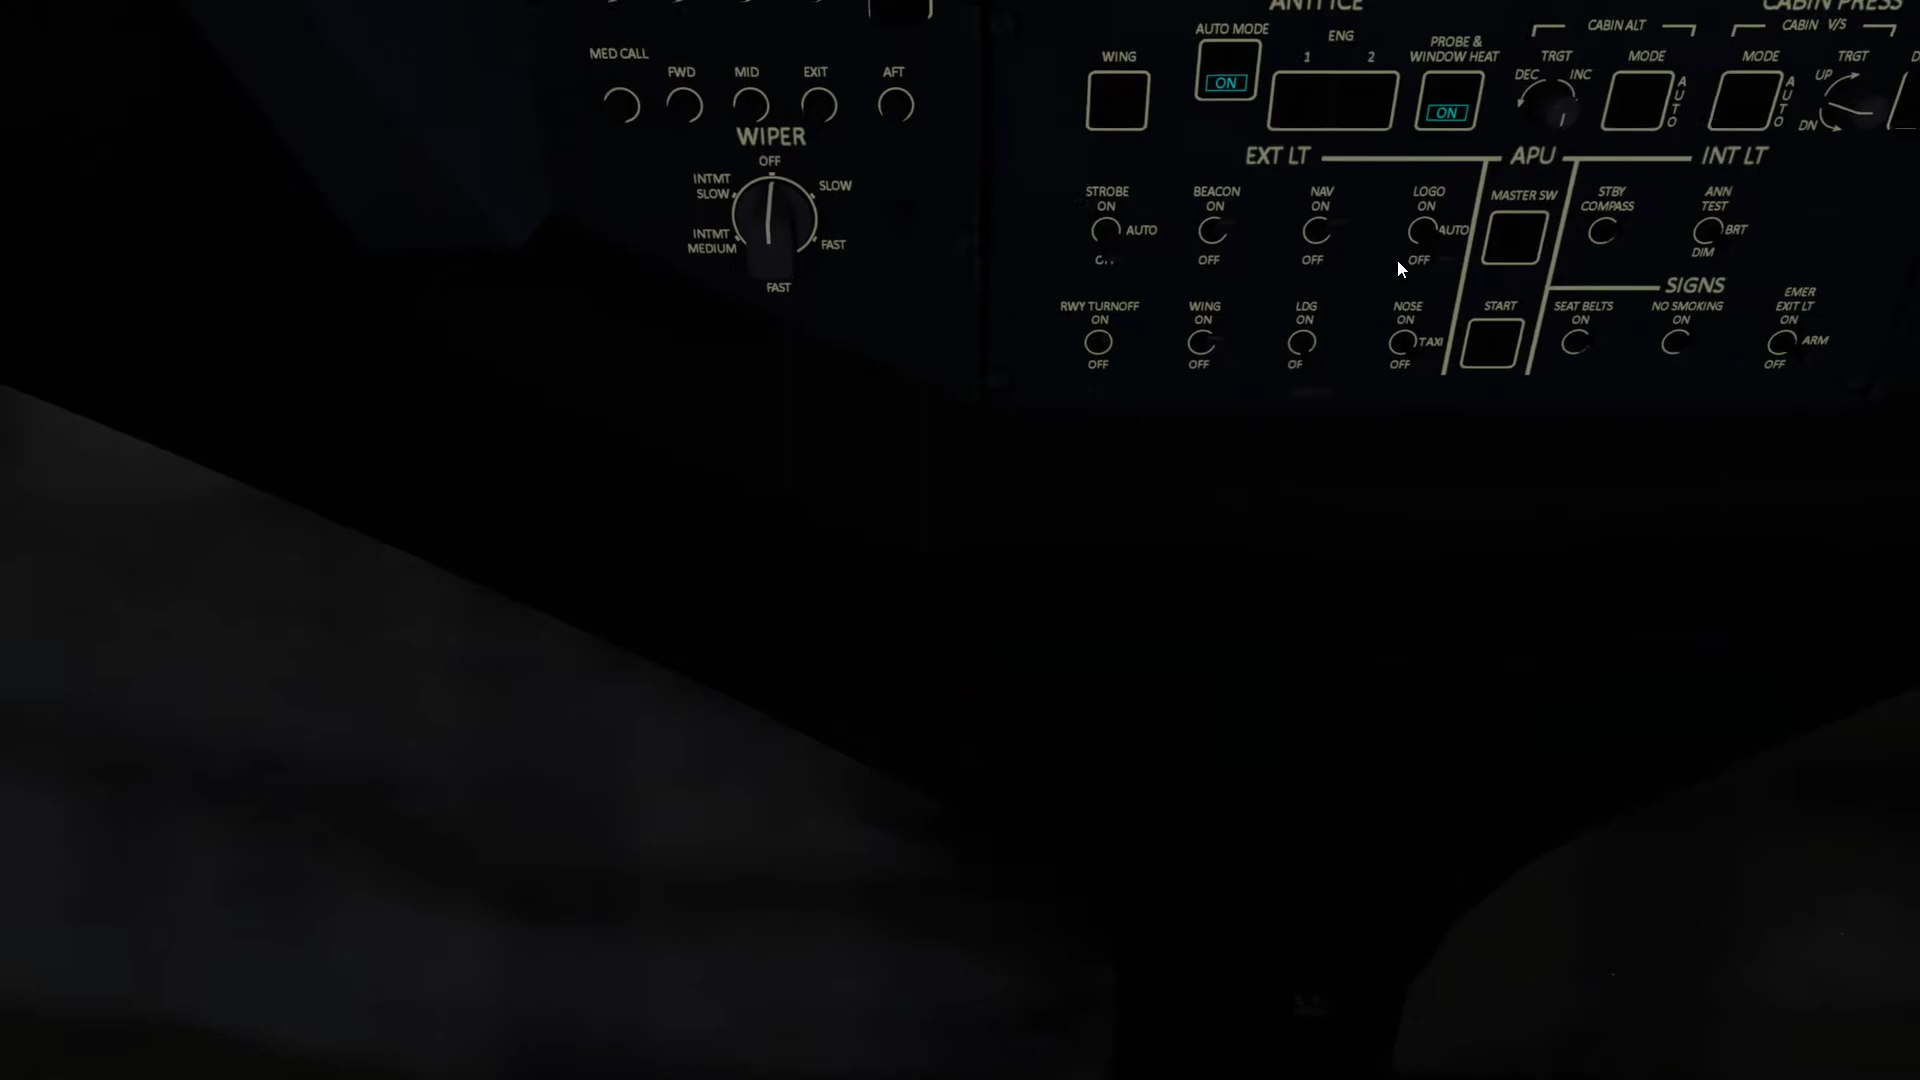 ANTI ICE
CABIN PRESS
MED CALL
FWD
MID
EXIT
AFT
WING
AUTO MODE
ON
ENG
1
2
PROBE &
WINDOW HEAT
ON
CABIN ALT
TRGT
DEC
INC
MODE
AUTO
CABIN V/S
MODE
AUTO
TRGT
UP
DN
WIPER
OFF
INTMT
SLOW
SLOW
INTMT
MEDIUM
FAST
FAST
EXT LT
APU
INT LT
STROBE
ON
AUTO
BEACON
ON
OFF
NAV
ON
OFF
LOGO
ON
AUTO
OFF
MASTER SW
STBY
COMPASS
ANN
TEST
BRT
DIM
SIGNS
RWY TURNOFF
ON
OFF
WING
ON
OFF
LDG
ON
OF
NOSE
ON
TAXI
OFF
START
SEAT BELTS
ON
NO SMOKING
ON
EMER
EXIT LT
ON
ARM
OFF